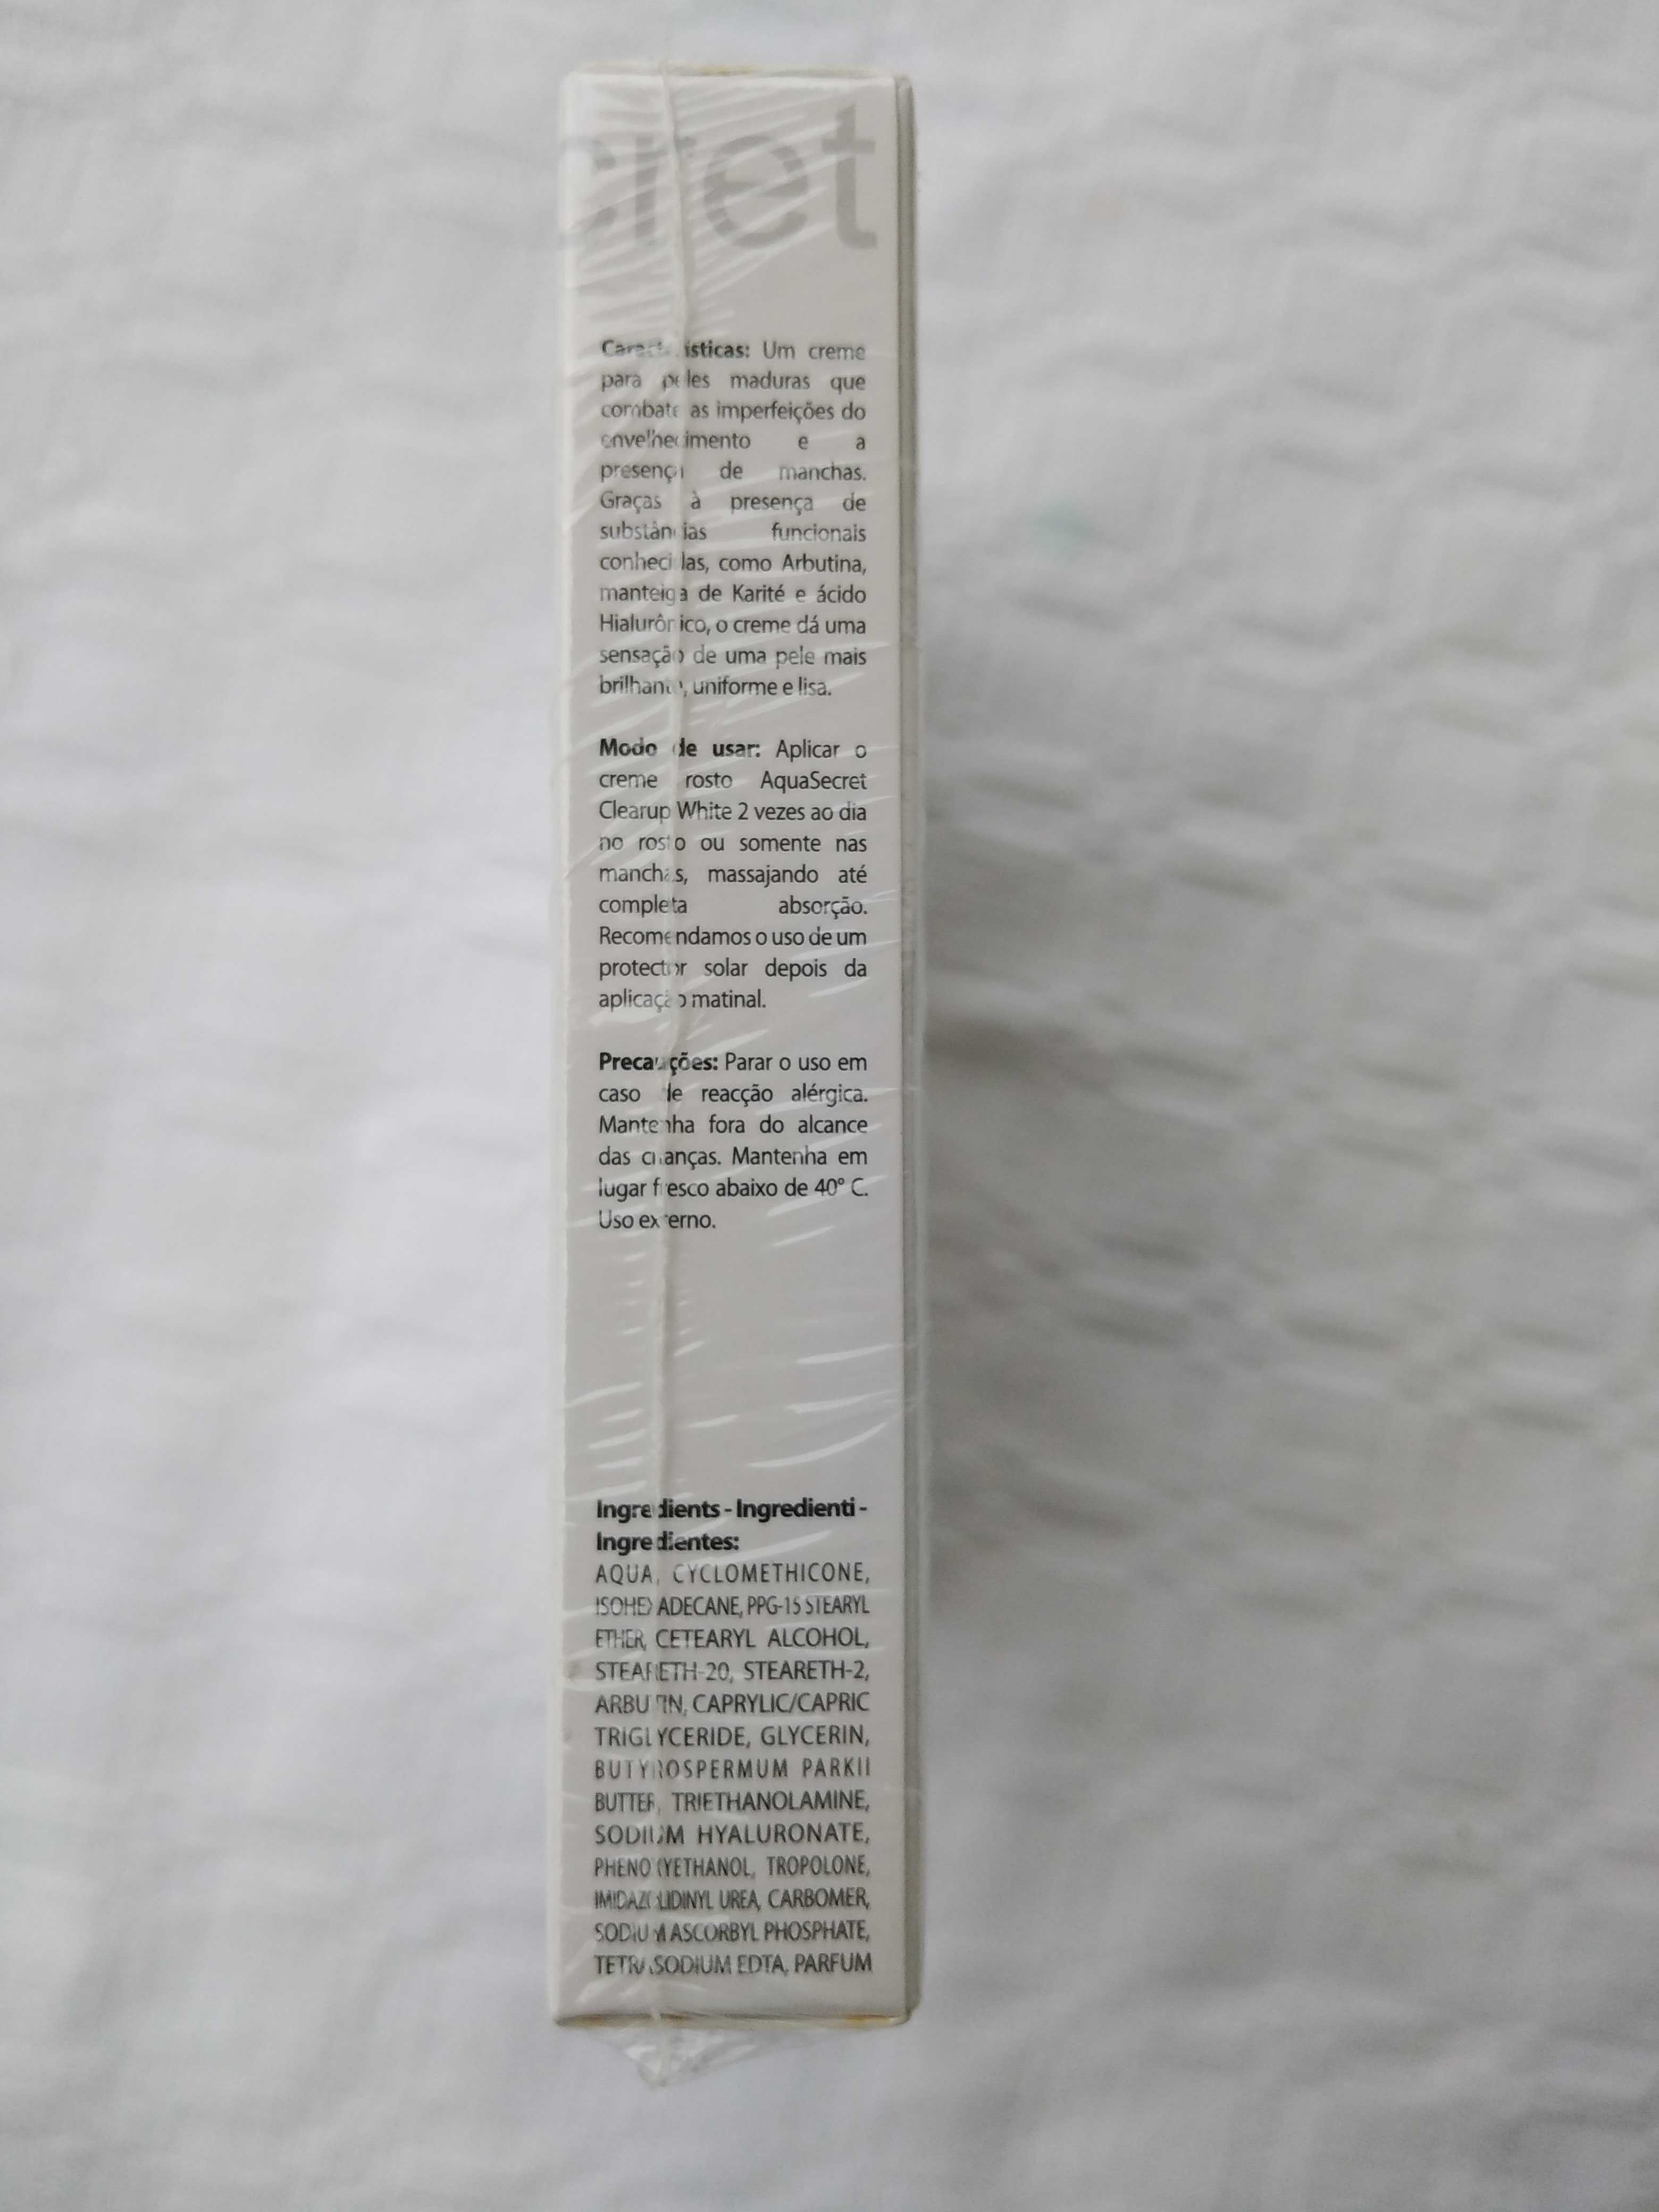 cret
Características: Um creme
para peles maduras que
combate as imperfeições do
envelhecimento e a
presença de manchas.
Graças à presença de
substâncias funcionais
conhecidas, como Arbutina,
manteiga de Karité e ácido
Hialurônico, o creme dá uma
sensação de uma pele mais
brilhante, uniforme e lisa.
Modo de usar: Aplicar o
creme rosto AquaSecret
Clearup White 2 vezes ao dia
no rosto ou somente nas
manchas, massajando até
completa absorção.
Recomendamos o uso de um
protector solar depois da
aplicação matinal.
Precauções: Parar o uso em
caso de reacção alérgica.
Mantenha fora do alcance
das crianças. Mantenha em
lugar fresco abaixo de 40° C.
Uso externo.
Ingredients - Ingredienti -
Ingredientes:
AQUA, CYCLOMETHICONE,
ISOHEXADECANE, PPG-15 STEARYL
ETHER, CETEARYL ALCOHOL,
STEARETH-20, STEARETH-2,
ARBUTIN, CAPRYLIC/CAPRIC
TRIGLYCERIDE, GLYCERIN,
BUTYROSPERMUM PARKII
BUTTER, TRIETHANOLAMINE,
SODIUM HYALURONATE,
PHENOXYETHANOL, TROPOLONE,
IMIDAZOLIDINYL UREA, CARBOMER,
SODIUM ASCORBYL PHOSPHATE,
TETRASODIUM EDTA, PARFUM